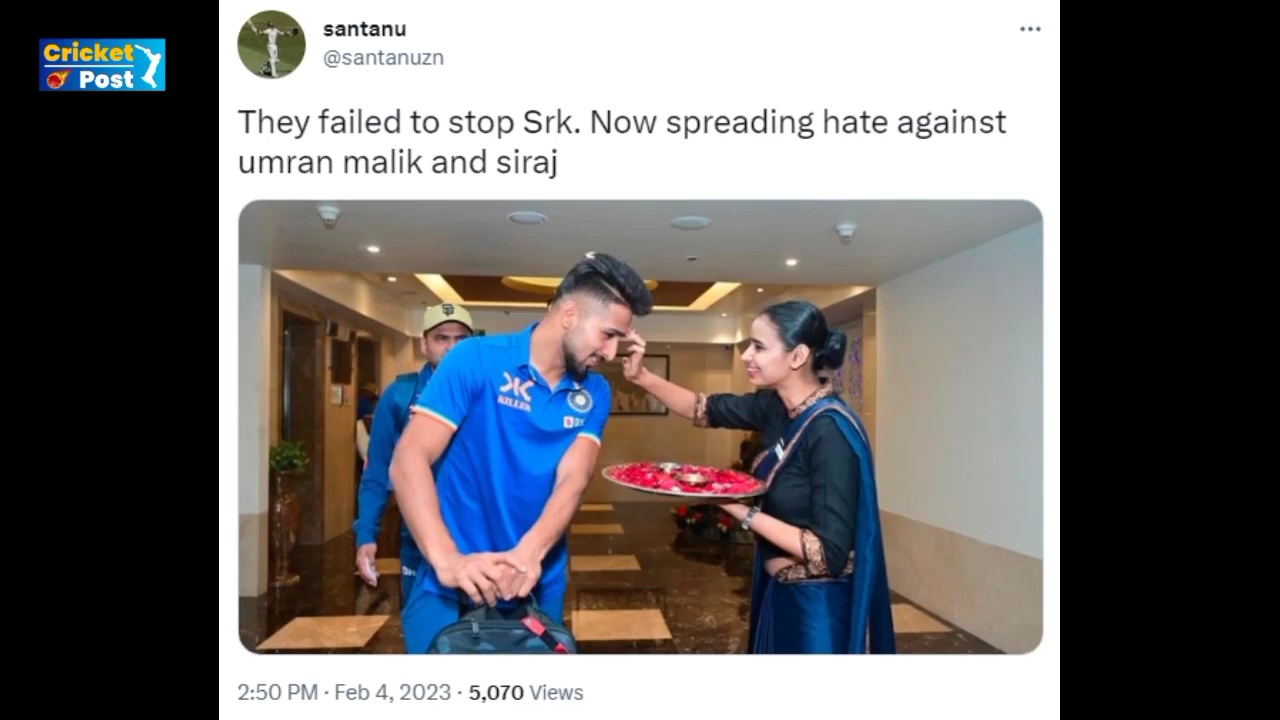 Cricket
Post
santanu
@santanuzn
They failed to stop Srk. Now spreading hate against
umran malik and siraj
KILLER
2:50 PM · Feb 4, 2023 · 5,070 Views